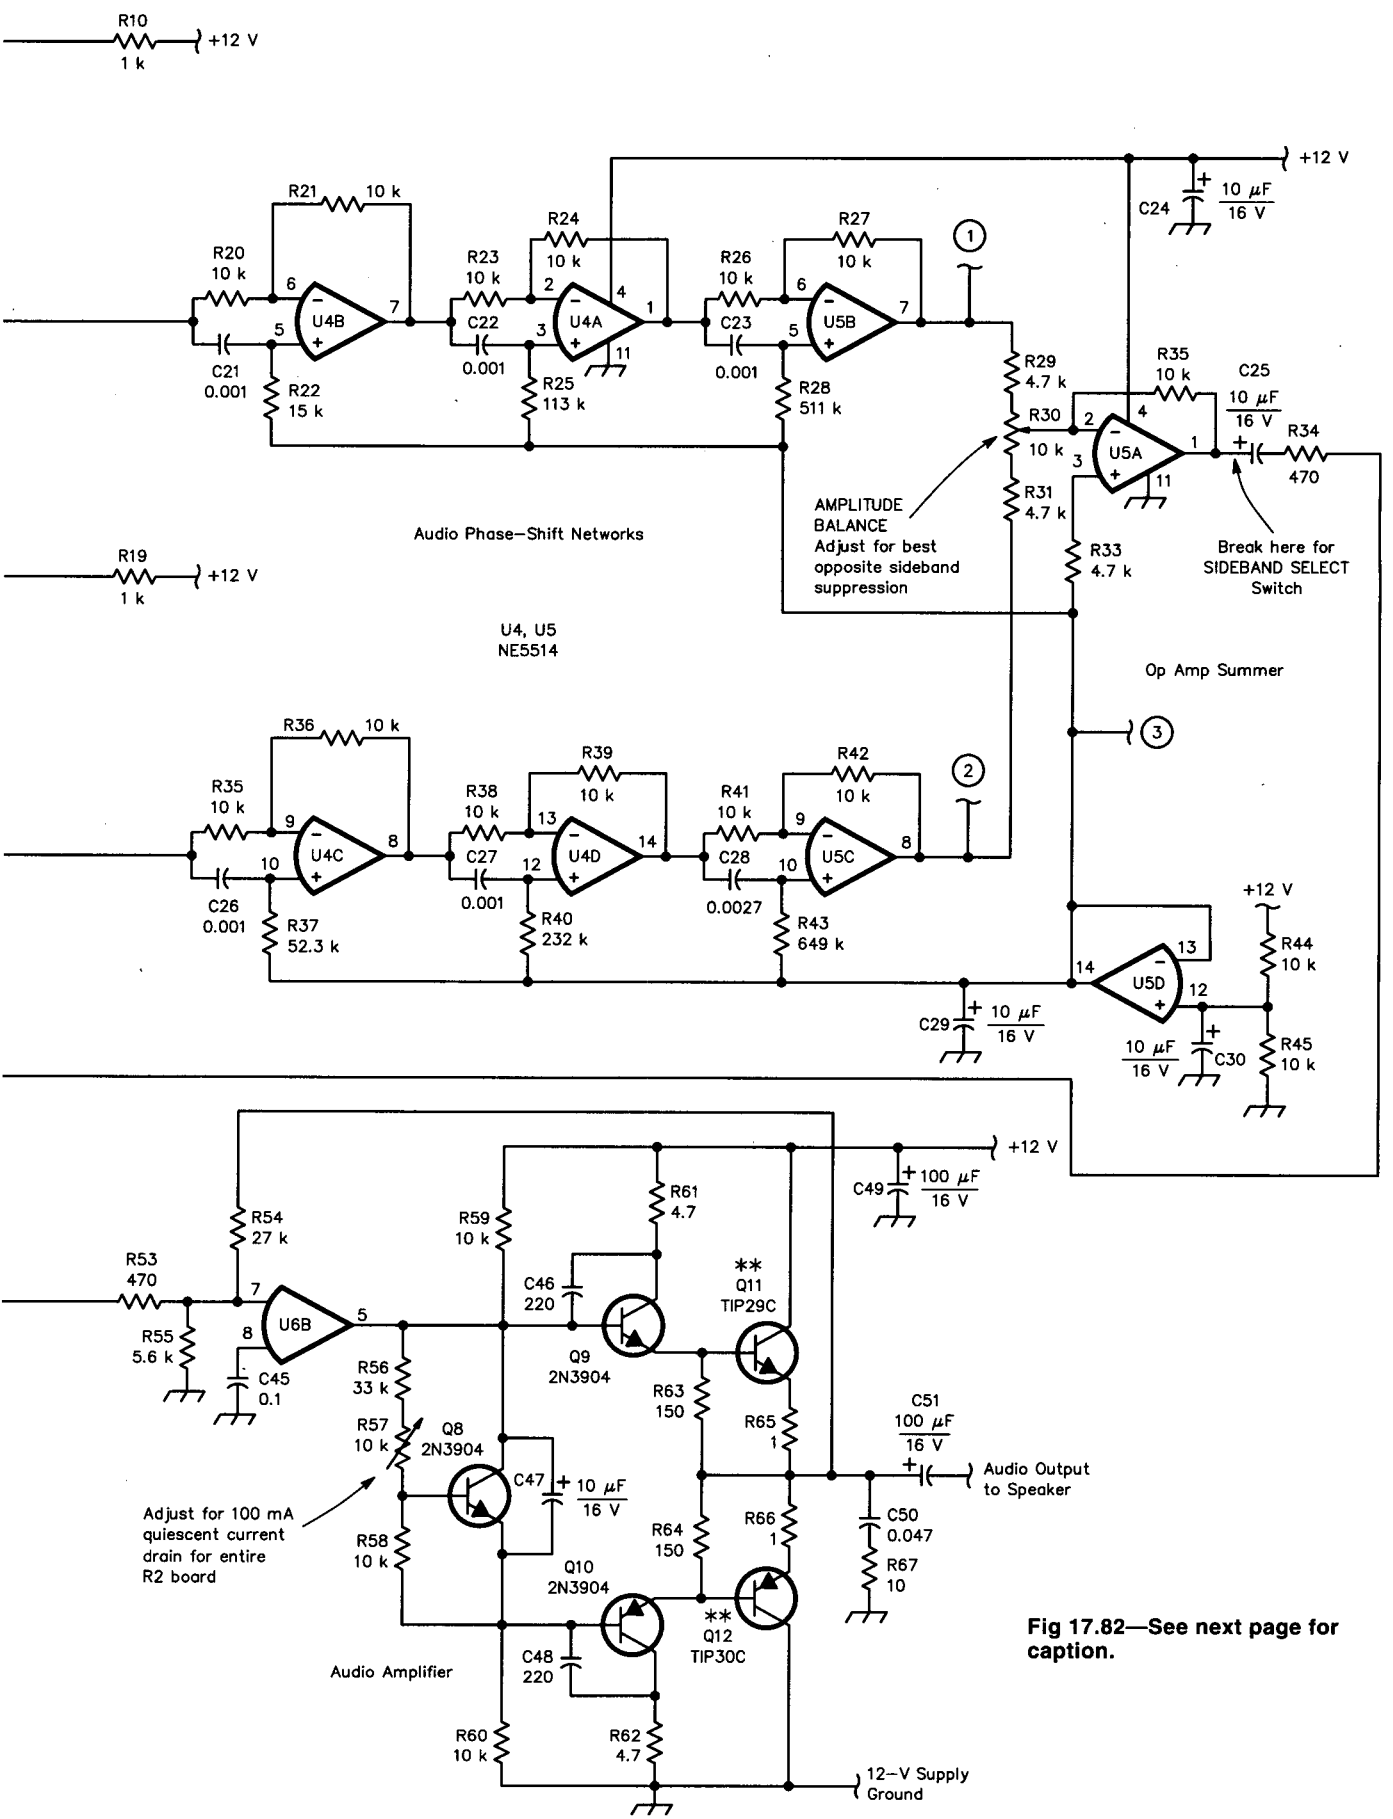 R10
+12 V
1 k
+12 V
C24
+
10 µF
16 V
R21 10 k
R20
10 k
6
−
5
+
U4B
7
C21
0.001
R22
15 k
R24
10 k
R23
10 k
2
−
4
3
+
U4A
1
11
C22
0.001
R25
113 k
R27
10 k
R26
10 k
6
−
5
+
U5B
7
C23
0.001
R28
511 k
1
R29
4.7 k
R30
10 k
R31
4.7 k
R35
10 k
2
−
4
3
+
U5A
1
11
C25
10 µF
16 V
+
R34
470
R33
4.7 k
AMPLITUDE
BALANCE
Adjust for best
opposite sideband
suppression
Break here for
SIDEBAND SELECT
Switch
Audio Phase–Shift Networks
R19
+12 V
1 k
U4, U5
NE5514
Op Amp Summer
3
R36 10 k
R35
10 k
9
−
10
+
U4C
8
C26
0.001
R37
52.3 k
R39
10 k
R38
10 k
13
−
12
+
U4D
14
C27
0.001
R40
232 k
R42
10 k
R41
10 k
9
−
10
+
U5C
8
C28
0.0027
R43
649 k
2
C29
+
10 µF
16 V
14
U5D
−
13
+
12
+12 V
R44
10 k
R45
10 k
+
C30
10 µF
16 V
+12 V
C49
+
100 µF
16 V
R54
27 k
R53
470
7
8
U6B
5
R55
5.6 k
C45
0.1
R59
10 k
R61
4.7
C46
220
Q9
2N3904
**
Q11
TIP29C
R56
33 k
R57
10 k
Q8
2N3904
C47
+
10 µF
16 V
R63
150
R65
1
C51
100 µF
16 V
+
Audio Output
to Speaker
Adjust for 100 mA
quiescent current
drain for entire
R2 board
R58
10 k
R64
150
R66
1
C50
0.047
R67
10
Q10
2N3904
**
Q12
TIP30C
C48
220
Audio Amplifier
R60
10 k
R62
4.7
12–V Supply
Ground
Fig 17.82—See next page for
caption.